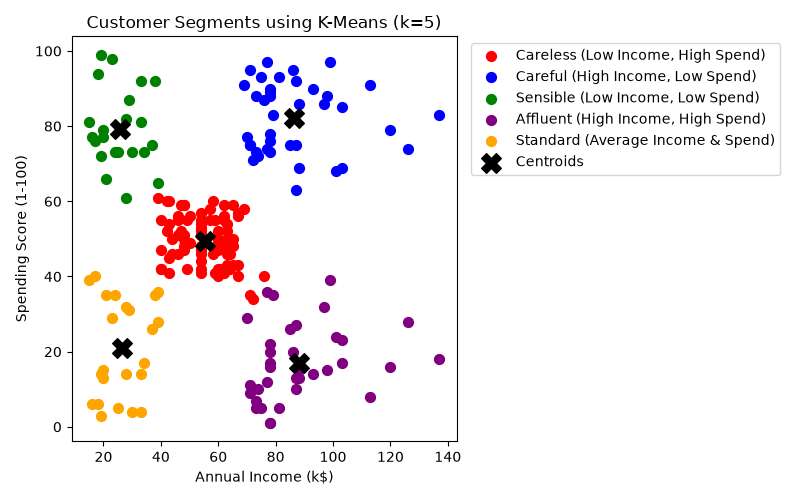 Customer Segments using K-Means (k=5)
100
80
60
40
20
0
Spending Score (1-100)
20 40 60 80 100 120 140
Annual Income (k$)
Careless (Low Income, High Spend)
Careful (High Income, Low Spend)
Sensible (Low Income, Low Spend)
Affluent (High Income, High Spend)
Standard (Average Income & Spend)
Centroids